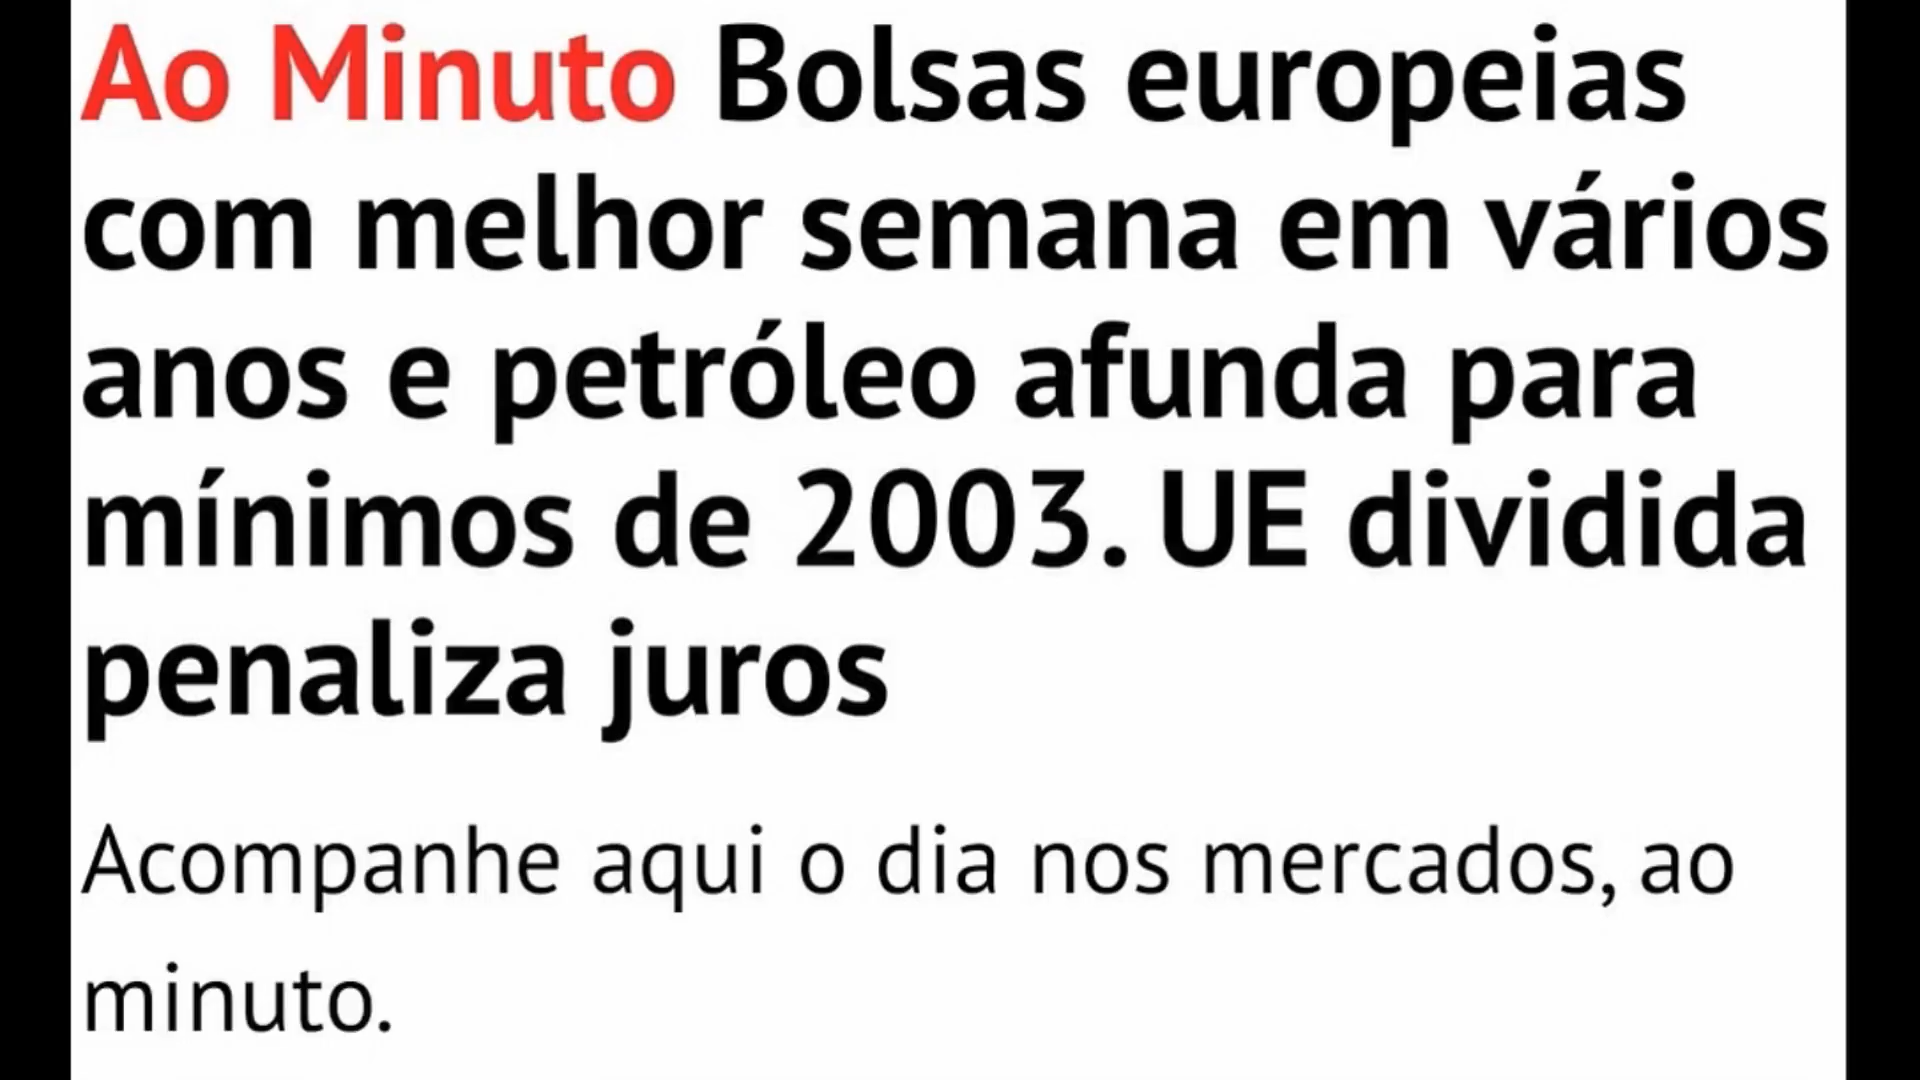 Ao Minuto Bolsas europeias
com melhor semana em vários
anos e petróleo afunda para
mínimos de 2003. UE dividida
penaliza juros
Acompanhe aqui o dia nos mercados, ao
minuto.